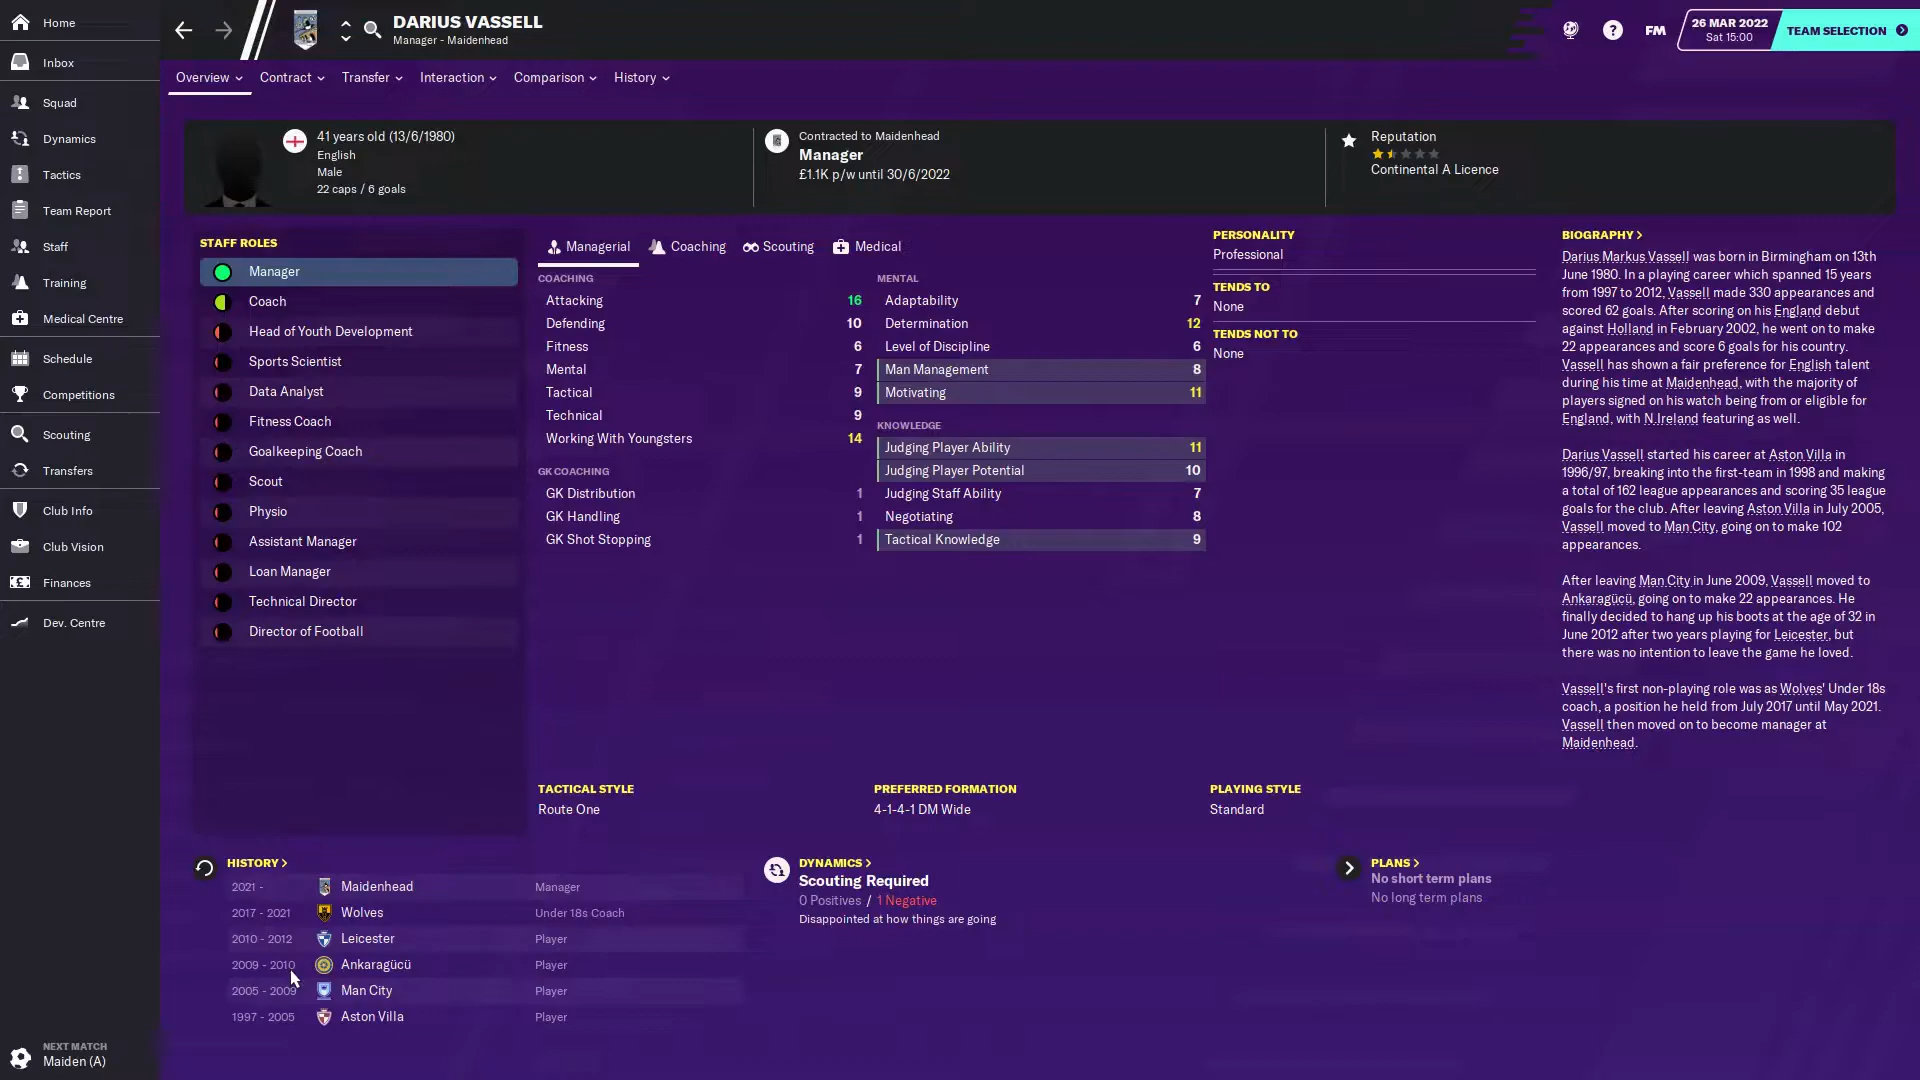 Home
Inbox
Squad
Dynamics
Tactics
Team Report
Staff
Training
Medical Centre
Schedule
Competitions
Scouting
Transfers
Club Info
Club Vision
Finances
Dev. Centre
NEXT MATCH
Maiden (A)
DARIUS VASSELL
Manager - Maidenhead
? FM
26 MAR 2022
Sat 15:00
TEAM SELECTION
Overview Contract Transfer Interaction Comparison History
41 years old (13/6/1980)
English
Male
22 caps / 6 goals
Contracted to Maidenhead
Manager
£1.1K p/w until 30/6/2022
Reputation
Continental A Licence
STAFF ROLES
Manager
Coach
Head of Youth Development
Sports Scientist
Data Analyst
Fitness Coach
Goalkeeping Coach
Scout
Physio
Assistant Manager
Loan Manager
Technical Director
Director of Football
Managerial Coaching Scouting Medical
COACHING
Attacking 16
Defending 10
Fitness 6
Mental 7
Tactical 9
Technical 9
Working With Youngsters 14
GK COACHING
GK Distribution 1
GK Handling 1
GK Shot Stopping 1
MENTAL
Adaptability 7
Determination 12
Level of Discipline 6
Man Management 8
Motivating 11
KNOWLEDGE
Judging Player Ability 11
Judging Player Potential 10
Judging Staff Ability 7
Negotiating 8
Tactical Knowledge 9
PERSONALITY
Professional
TENDS TO
None
TENDS NOT TO
None
BIOGRAPHY >
Darius Markus Vassell was born in Birmingham on 13th
June 1980. In a playing career which spanned 15 years
from 1997 to 2012, Vassell made 330 appearances and
scored 62 goals. After scoring on his England debut
against Holland in February 2002, he went on to make
22 appearances and score 6 goals for his country.
Vassell has shown a fair preference for English talent
during his time at Maidenhead, with the majority of
players signed on his watch being from or eligible for
England, with N.Ireland featuring as well.
Darius Vassell started his career at Aston Villa in
1996/97, breaking into the first-team in 1998 and making
a total of 162 league appearances and scoring 35 league
goals for the club. After leaving Aston Villa in July 2005,
Vassell moved to Man City, going on to make 102
appearances.
After leaving Man City in June 2009, Vassell moved to
Ankaragücü, going on to make 22 appearances. He
finally decided to hang up his boots at the age of 32 in
June 2012 after two years playing for Leicester, but
there was no intention to leave the game he loved.
Vassell's first non-playing role was as Wolves' Under 18s
coach, a position he held from July 2017 until May 2021.
Vassell then moved on to become manager at
Maidenhead.
TACTICAL STYLE
Route One
PREFERRED FORMATION
4-1-4-1 DM Wide
PLAYING STYLE
Standard
HISTORY >
2021 - Maidenhead Manager
2017 - 2021 Wolves Under 18s Coach
2010 - 2012 Leicester Player
2009 - 2010 Ankaragücü Player
2005 - 2009 Man City Player
1997 - 2005 Aston Villa Player
DYNAMICS >
Scouting Required
0 Positives / 1 Negative
Disappointed at how things are going
PLANS >
No short term plans
No long term plans